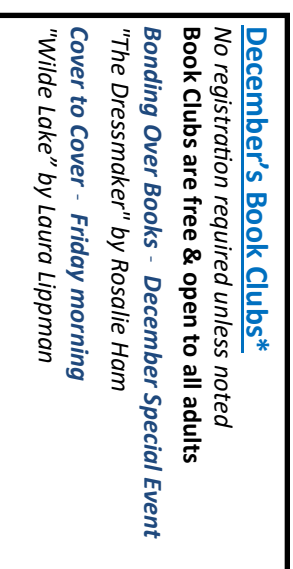 December’s Book Clubs*
No registration required unless noted
Book Clubs are free & open to all adults
Bonding Over Books - December Special Event
"The Dressmaker" by Rosalie Ham
Cover to Cover - Friday morning
"Wilde Lake” by Laura Lippman